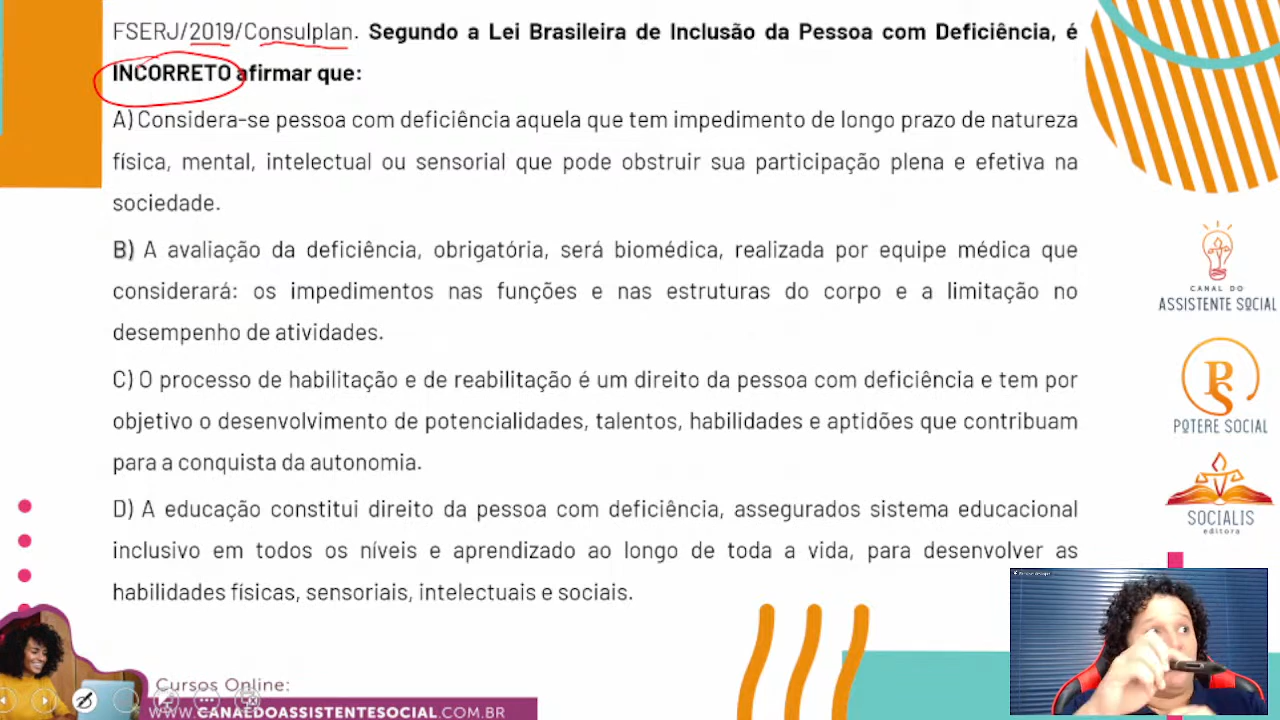 FSERJ/2019/Consulplan. Segundo a Lei Brasileira de Inclusão da Pessoa com Deficiência, é
INCORRETO afirmar que:
A) Considera-se pessoa com deficiência aquela que tem impedimento de longo prazo de natureza
física, mental, intelectual ou sensorial que pode obstruir sua participação plena e efetiva na
sociedade.
B) A avaliação da deficiência, obrigatória, será biomédica, realizada por equipe médica que
considerará: os impedimentos nas funções e nas estruturas do corpo e a limitação no
desempenho de atividades.
C) O processo de habilitação e de reabilitação é um direito da pessoa com deficiência e tem por
objetivo o desenvolvimento de potencialidades, talentos, habilidades e aptidões que contribuam
para a conquista da autonomia.
D) A educação constitui direito da pessoa com deficiência, assegurados sistema educacional
inclusivo em todos os níveis e aprendizado ao longo de toda a vida, para desenvolver as
habilidades físicas, sensoriais, intelectuais e sociais.
CANAL DO
ASSISTENTE SOCIAL
PS
POTERE SOCIAL
SOCIALIS
editora
Cursos Online:
WWW.CANALDOASSISTENTESOCIAL.COM.BR